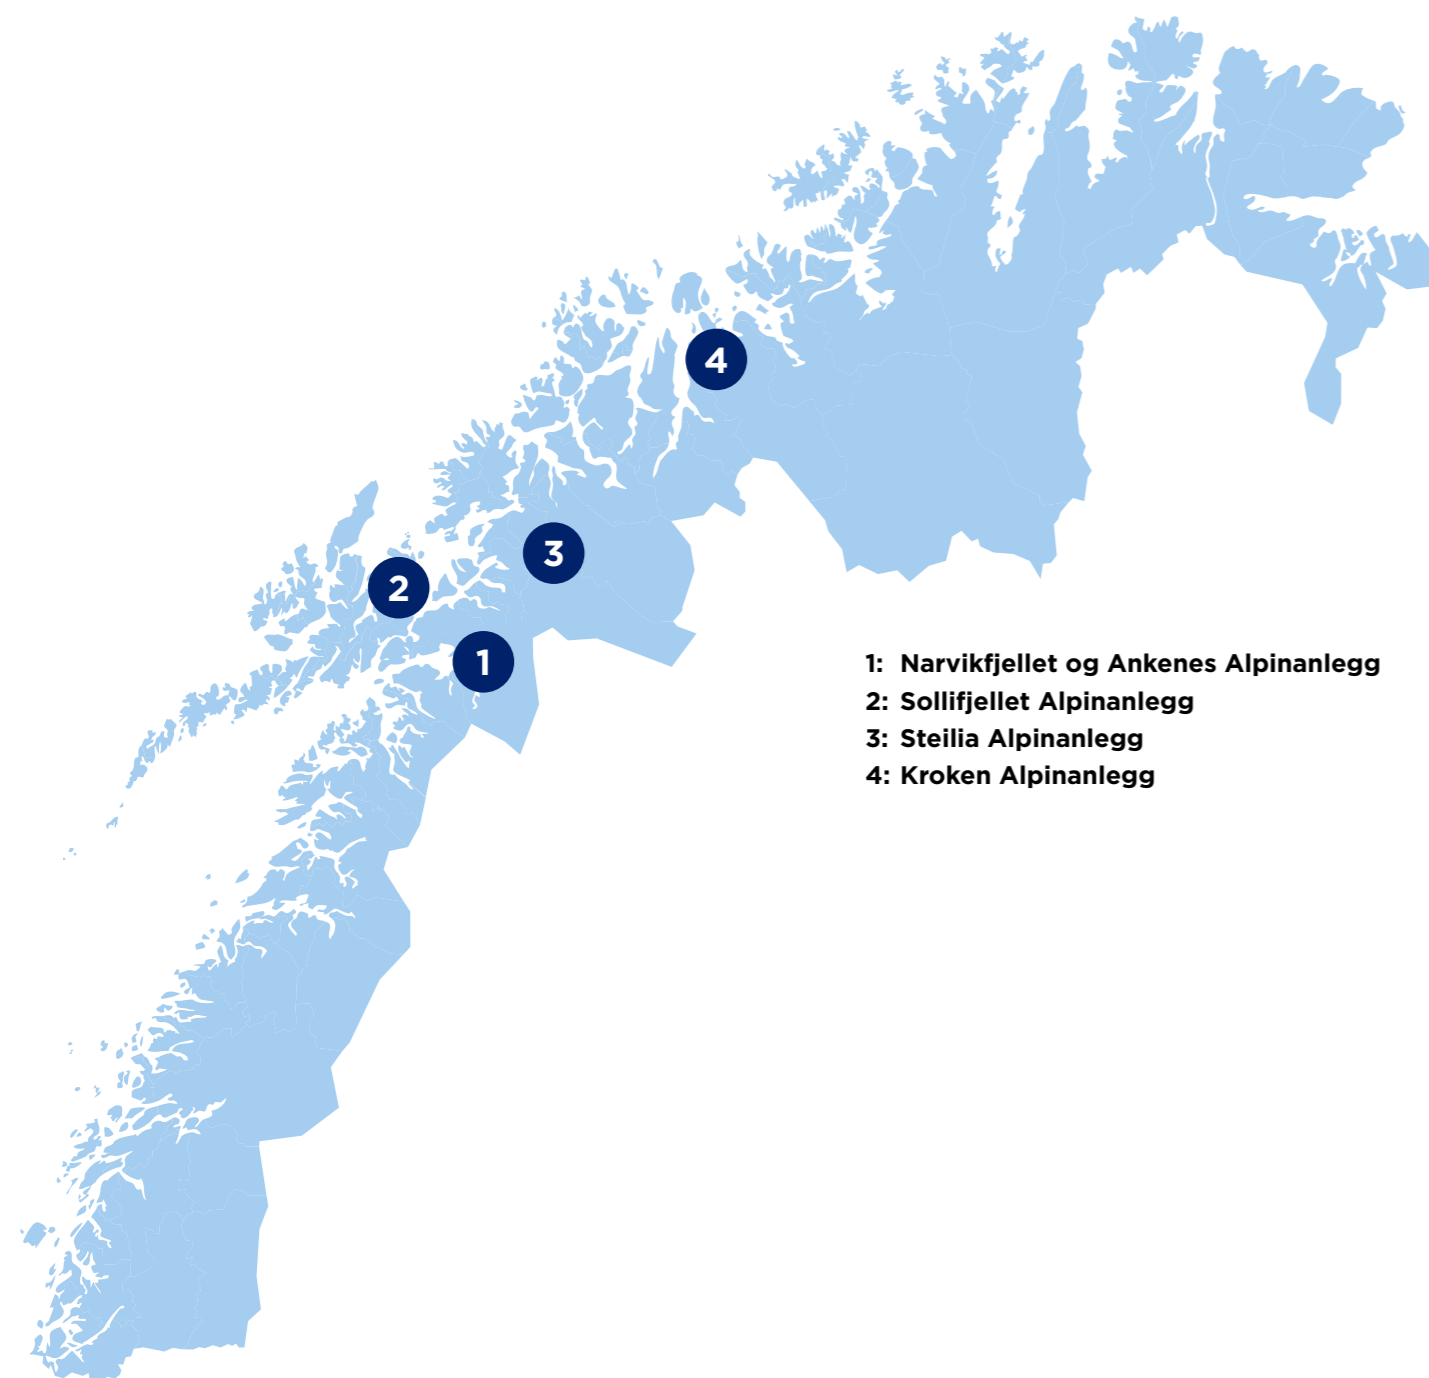 4
3
2
1
1: Narvikfjellet og Ankenes Alpinanlegg
2: Sollifjellet Alpinanlegg
3: Steilia Alpinanlegg
4: Kroken Alpinanlegg